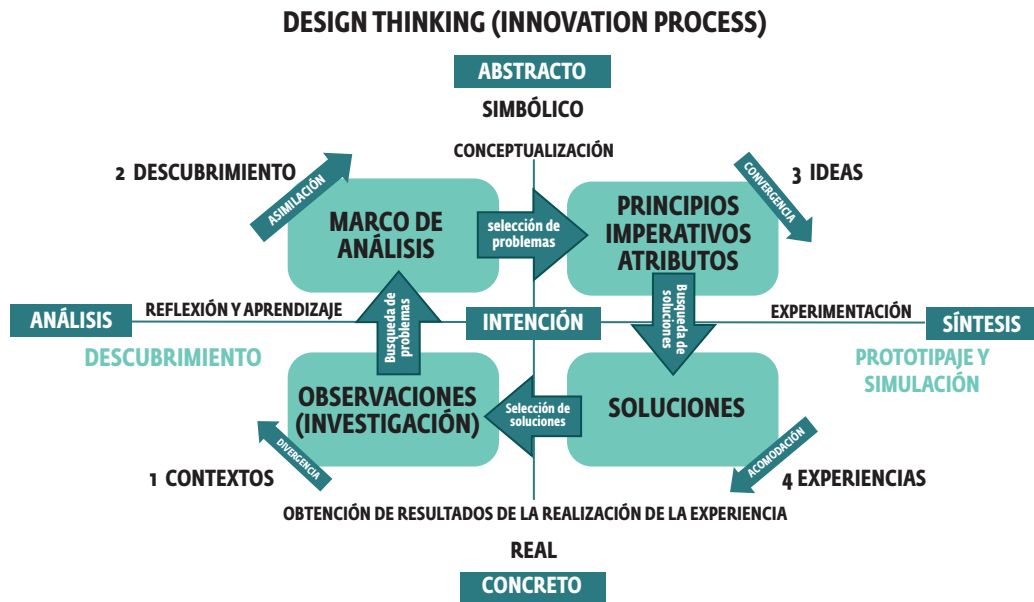 DESIGN THINKING (INNOVATION PROCESS)
ABSTRACTO
SIMBÓLICO
CONCEPTUALIZACIÓN
2 DESCUBRIMIENTO
ASIMILACIÓN
3 IDEAS
CONVERGENCIA
MARCO DE
ANÁLISIS
selección de
problemas
PRINCIPIOS
IMPERATIVOS
ATRIBUTOS
ANÁLISIS
REFLEXIÓN Y APRENDIZAJE
Busqueda de
problemas
INTENCIÓN
Busqueda de
soluciones
EXPERIMENTACIÓN
SÍNTESIS
DESCUBRIMIENTO
PROTOTIPAJE Y
SIMULACIÓN
OBSERVACIONES
(INVESTIGACIÓN)
Selección de
soluciones
SOLUCIONES
DIVERGENCIA
1 CONTEXTOS
ACOMODACIÓN
4 EXPERIENCIAS
OBTENCIÓN DE RESULTADOS DE LA REALIZACIÓN DE LA EXPERIENCIA
REAL
CONCRETO